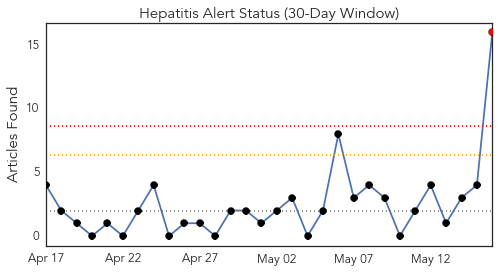 Hepatitis Alert Status (30-Day Window)
Articles Found
15
10
5
0
Apr 17 Apr 22 Apr 27 May 02 May 07 May 12